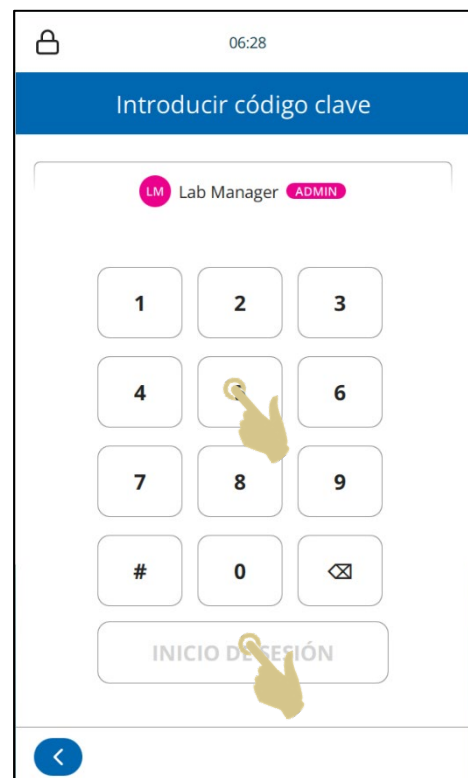 06:28
Introducir código clave
LM Lab Manager ADMIN
1 2 3
4 6
7 8 9
# 0
INICIO DE SESIÓN